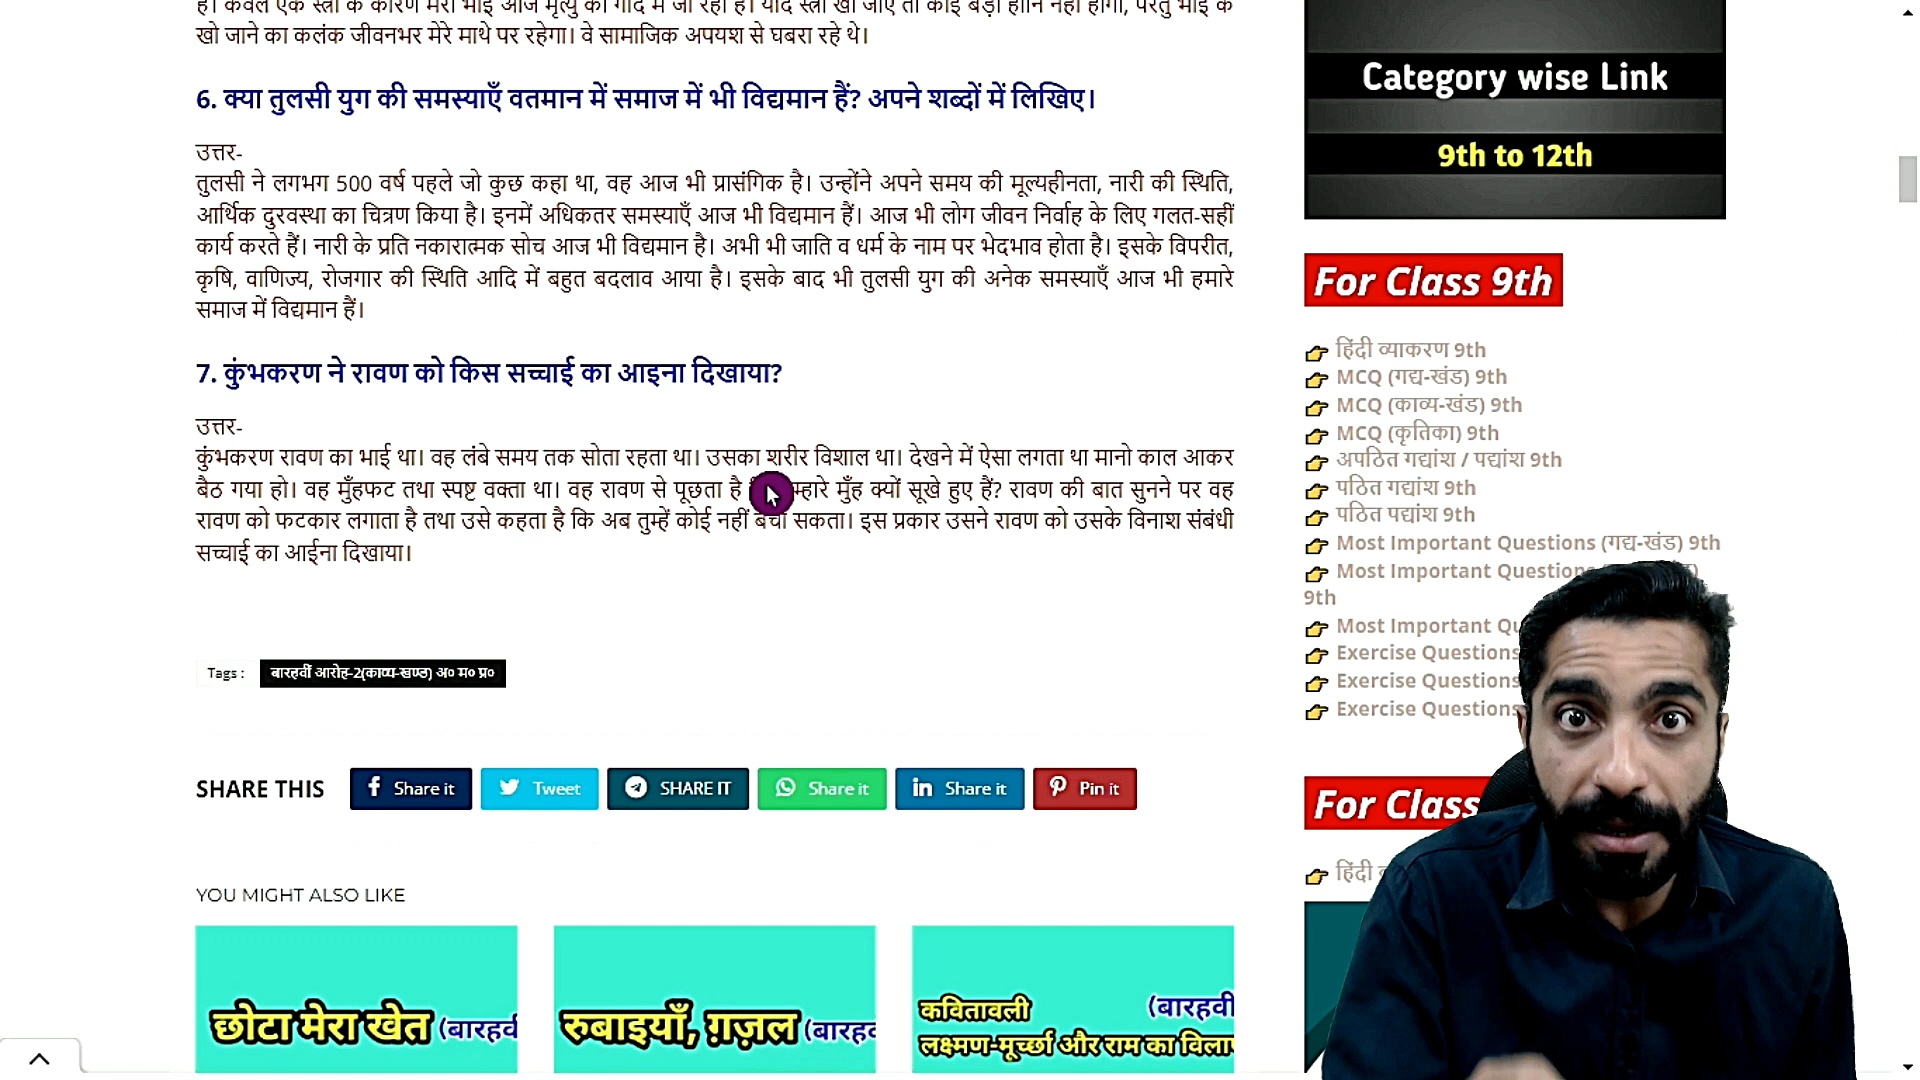 खो जाने का कलंक जीवनभर मेरे माथे पर रहेगा। वे सामाजिक अपयश से घबरा रहे थे।
6. क्या तुलसी युग की समस्याएँ वतमान में समाज में भी विद्यमान हैं? अपने शब्दों में लिखिए।
उत्तर-
तुलसी ने लगभग 500 वर्ष पहले जो कुछ कहा था, वह आज भी प्रासंगिक है। उन्होंने अपने समय की मूल्यहीनता, नारी की स्थिति,
आर्थिक दुरवस्था का चित्रण किया है। इनमें अधिकतर समस्याएँ आज भी विद्यमान हैं। आज भी लोग जीवन निर्वाह के लिए गलत-सहीं
कार्य करते हैं। नारी के प्रति नकारात्मक सोच आज भी विद्यमान है। अभी भी जाति व धर्म के नाम पर भेदभाव होता है। इसके विपरीत,
कृषि, वाणिज्य, रोजगार की स्थिति आदि में बहुत बदलाव आया है। इसके बाद भी तुलसी युग की अनेक समस्याएँ आज भी हमारे
समाज में विद्यमान हैं।
7. कुंभकरण ने रावण को किस सच्चाई का आइना दिखाया?
उत्तर-
कुंभकरण रावण का भाई था। वह लंबे समय तक सोता रहता था। उसका शरीर विशाल था। देखने में ऐसा लगता था मानो काल आकर
बैठ गया हो। वह मुँहफट तथा स्पष्ट वक्ता था। वह रावण से पूछता है म्हारे मुँह क्यों सूखे हुए हैं? रावण की बात सुनने पर वह
रावण को फटकार लगाता है तथा उसे कहता है कि अब तुम्हें कोई नहीं बचा सकता। इस प्रकार उसने रावण को उसके विनाश संबंधी
सच्चाई का आईना दिखाया।
Tags :
बारहवीं आरोह-2(काव्य-खण्ड) अ० म० प्र०
SHARE THIS
Share it
Tweet
SHARE IT
Share it
Share it
Pin it
YOU MIGHT ALSO LIKE
छोटा मेरा खेत (बारहवीं
रुबाइयाँ, ग़ज़ल (बारहव
कवितावली (बारहवीं
लक्ष्मण-मूर्च्छा और राम का विलाप
Category wise Link
9th to 12th
For Class 9th
हिंदी व्याकरण 9th
MCQ (गद्य-खंड) 9th
MCQ (काव्य-खंड) 9th
MCQ (कृतिका) 9th
अपठित गद्यांश / पद्यांश 9th
पठित गद्यांश 9th
पठित पद्यांश 9th
Most Important Questions (गद्य-खंड) 9th
Most Important Question
9th
Most Important Qu
Exercise Questions
Exercise Questions
Exercise Questions
For Class
हिंदी